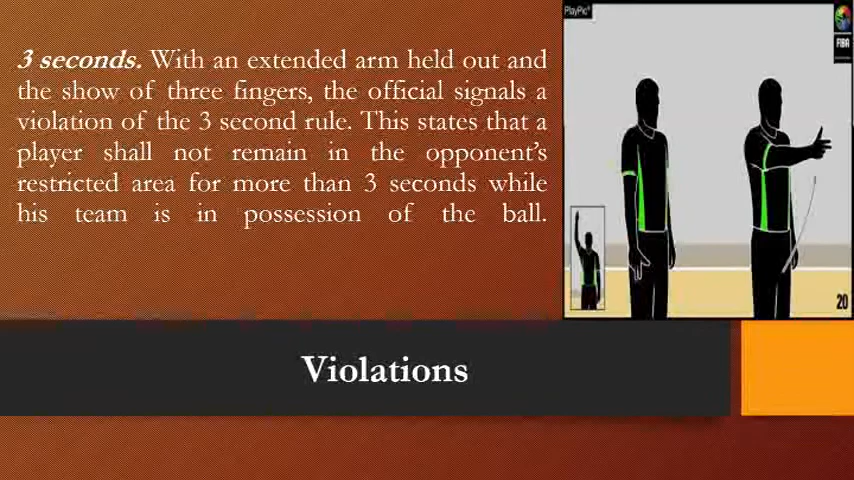 3 seconds. With an extended arm held out and
the show of three fingers, the official signals a
violation of the 3 second rule. This states that a
player shall not remain in the opponent’s
restricted area for more than 3 seconds while
his team is in possession of the ball.
PlayPic®
FIBA
20
Violations